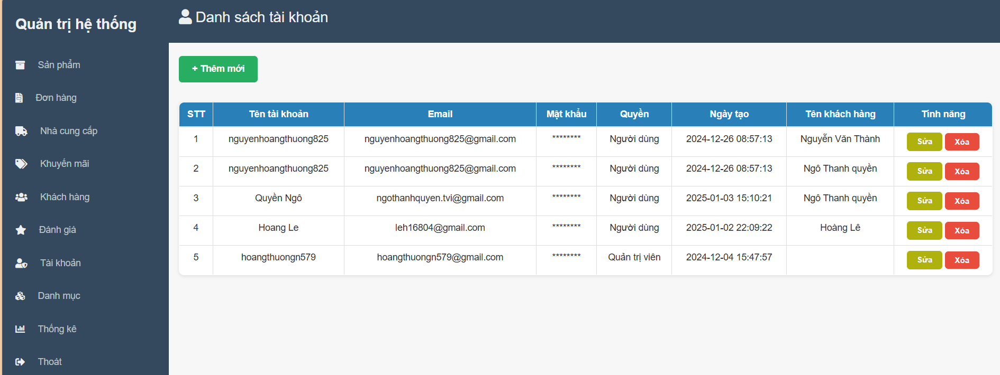 Quản trị hệ thống
Sản phẩm
Đơn hàng
Nhà cung cấp
Khuyến mãi
Khách hàng
Đánh giá
Tài khoản
Danh mục
Thống kê
Thoát
Danh sách tài khoản
+ Thêm mới
STT Tên tài khoản Email Mật khẩu Quyền Ngày tạo Tên khách hàng Tính năng
1 nguyenhoangthuong825 nguyenhoangthuong825@gmail.com ******** Người dùng 2024-12-26 08:57:13 Nguyễn Văn Thành Sửa Xóa
2 nguyenhoangthuong825 nguyenhoangthuong825@gmail.com ******** Người dùng 2024-12-26 08:57:13 Ngô Thanh quyền Sửa Xóa
3 Quyền Ngô ngothanhquyen.tvi@gmail.com ******** Người dùng 2025-01-03 15:10:21 Ngô Thanh quyền Sửa Xóa
4 Hoang Le leh16804@gmail.com ******** Người dùng 2025-01-02 22:09:22 Hoàng Lê Sửa Xóa
5 hoangthuongn579 hoangthuongn579@gmail.com ******** Quản trị viên 2024-12-04 15:47:57 Sửa Xóa